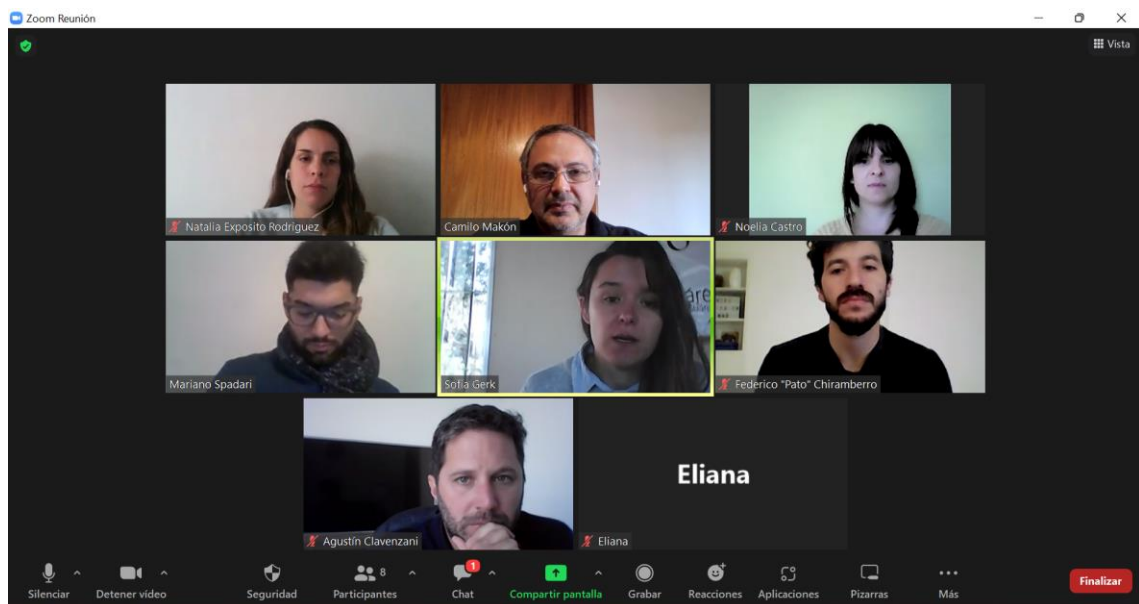 Zoom Reunión
Vista
Natalia Exposito Rodriguez
Camilo Makón
Noelia Castro
Mariano Spadari
Sofía Gerk
Federico "Pato" Chiramberro
Eliana
Agustín Clavenzani
Eliana
8
1
Silenciar
Detener video
Seguridad
Participantes
Chat
Compartir pantalla
Grabar
Reacciones
Aplicaciones
Pizarras
Más
Finalizar